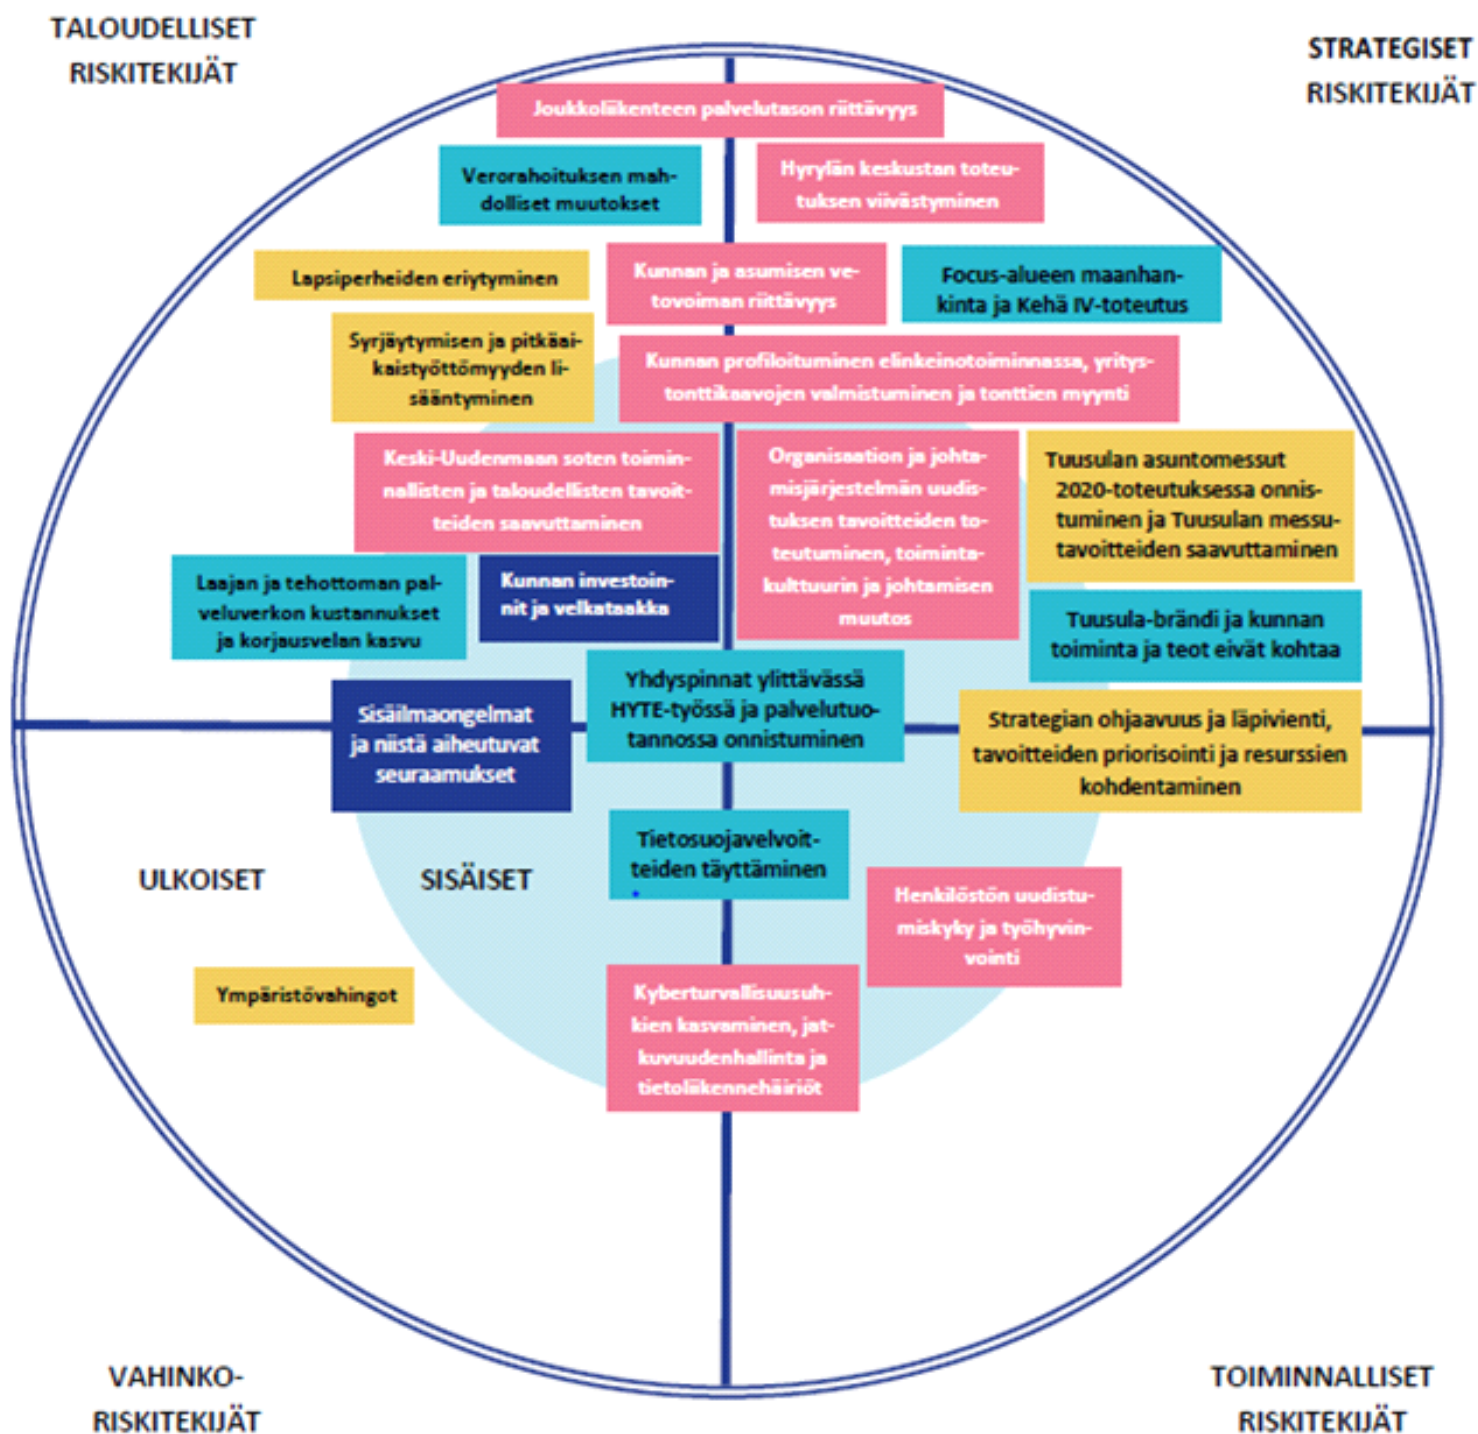 TALOUDELLISET
RISKITEKIJÄT
STRATEGISET
RISKITEKIJÄT
Joukkoliikenteen palvelutason riittävyys
Verorahoituksen mah-
dolliset muutokset
Hyrylän keskustan toteu-
tuksen viivästyminen
Lapsiperheiden eriytyminen
Kunnan ja asumisen ve-
tovoiman riittävyys
Focus-alueen maanhan-
kinta ja Kehä IV-toteutus
Syrjäytymisen ja pitkäai-
kaistyöttömyyden li-
sääntyminen
Kunnan profiloituminen elinkeinotoiminnassa, yritys-
tonttikaavojen valmistuminen ja tonttien myynti
Keski-Uudenmaan soten toimin-
nallisten ja taloudellisten tavoit-
teiden saavuttaminen
Organisaation ja johta-
misjärjestelmän uudis-
tuksen tavoitteiden to-
teutuminen, toiminta-
kulttuurin ja johtamisen
muutos
Tuusulan asuntomessut
2020-toteutuksessa onnis-
tuminen ja Tuusulan messu-
tavoitteiden saavuttaminen
Laajan ja tehottoman pal-
veluverkon kustannukset
ja korjausvelan kasvu
Kunnan investoin-
nit ja velkataakka
Tuusula-brändi ja kunnan
toiminta ja teot eivät kohtaa
Sisäilmaongelmat
ja niistä aiheutuvat
seuraamukset
Yhdyspinnat ylittävässä
HYTE-työssä ja palvelutuo-
tannossa onnistuminen
Strategian ohjaavuus ja läpivienti,
tavoitteiden priorisointi ja resurssien
kohdentaminen
ULKOISET
SISÄISET
Tietosuojavelvoit-
teiden täyttäminen
Henkilöstön uudistu-
miskyky ja työhyvin-
vointi
Ympäristövahingot
Kyberturvallisuusuh-
kien kasvaminen, jat-
kuvuudenhallinta ja
tietoliikennehäiriöt
VAHINKO-
RISKITEKIJÄT
TOIMINNALLISET
RISKITEKIJÄT